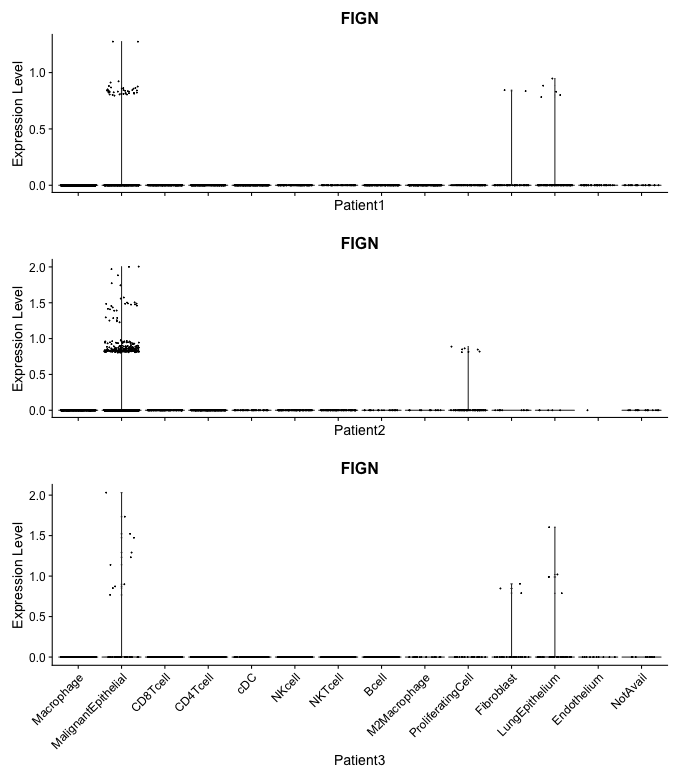 FIGN
Expression Level
1.0
0.5
0.0
Patient1
FIGN
Expression Level
2.0
1.5
1.0
0.5
0.0
Patient2
FIGN
Expression Level
2.0
1.5
1.0
0.5
0.0
Macrophage
MalignantEpithelial
CD8Tcell
CD4Tcell
cDC
NKcell
NKTcell
Bcell
M2Macrophage
ProliferatingCell
Fibroblast
LungEpithelium
Endothelium
NotAvail
Patient3